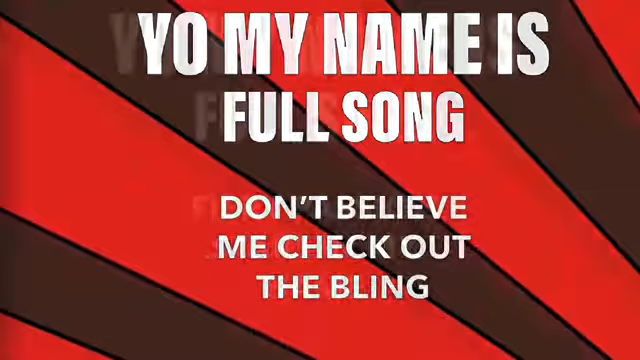 YO MY NAME IS
FULL SONG
DON'T BELIEVE
ME CHECK OUT
THE BLING